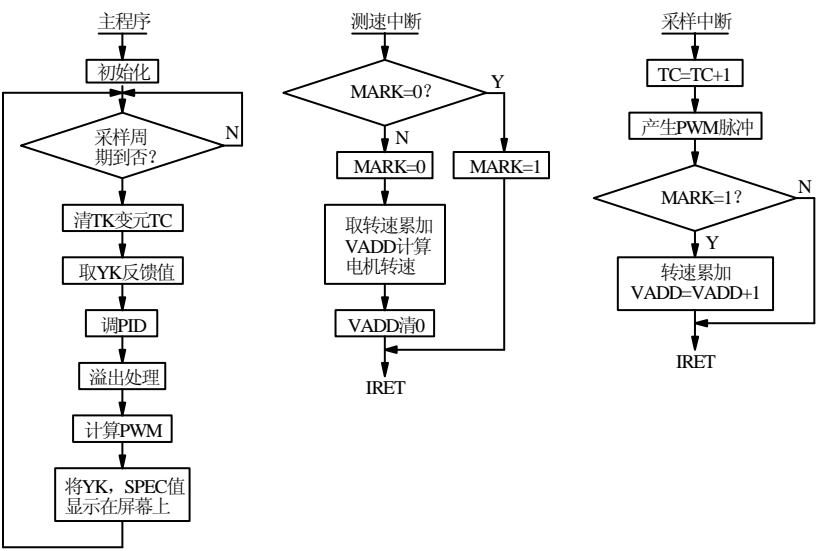 主程序
初始化
采样周
期到否？
N
清TK变元TC
取YK反馈值
调PID
溢出处理
计算PWM
将YK，SPEC值
显示在屏幕上
测速中断
MARK=0？
Y
N
MARK=0
MARK=1
取转速累加
VADD计算
电机转速
VADD清0
IRET
采样中断
TC=TC+1
产生PWM脉冲
MARK=1？
N
Y
转速累加
VADD=VADD+1
IRET